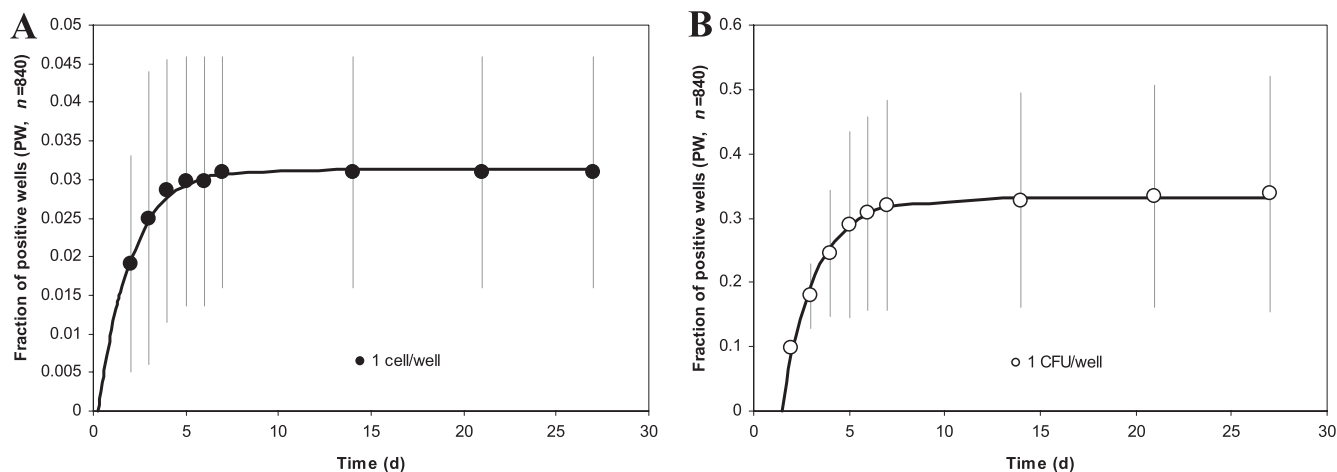 A
Fraction of positive wells (PW, n=840)
0.05
0.045
0.04
0.035
0.03
0.025
0.02
0.015
0.01
0.005
0
0 5 10 15 20 25 30
Time (d)
1 cell/well
B
Fraction of positive wells (PW, n=840)
0.6
0.5
0.4
0.3
0.2
0.1
0
0 5 10 15 20 25 30
Time (d)
1 CFU/well